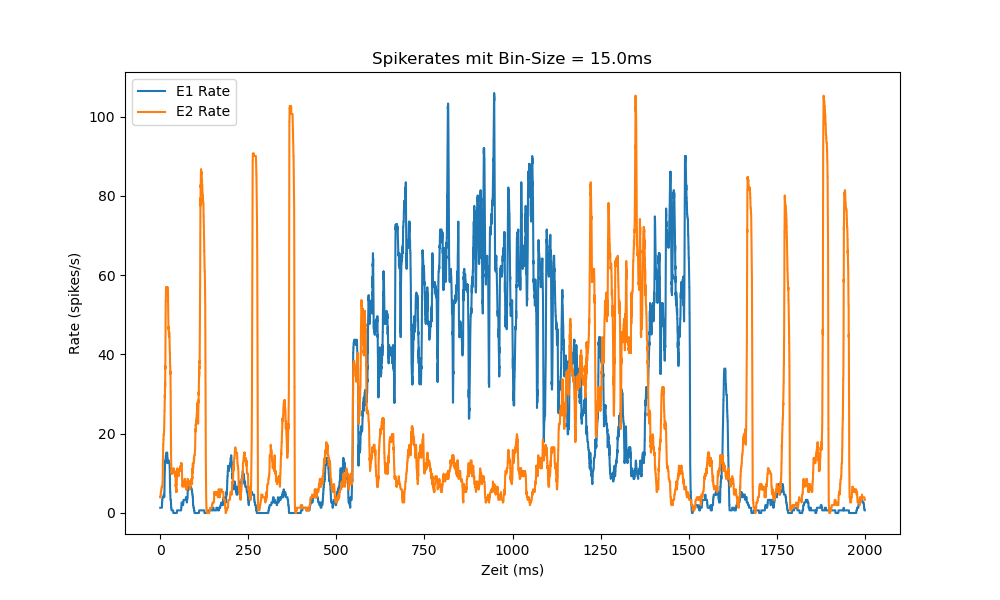 Spikerates mit Bin-Size = 15.0ms
E1 Rate
E2 Rate
100
80
60
40
20
0
Rate (spikes/s)
0 250 500 750 1000 1250 1500 1750 2000
Zeit (ms)